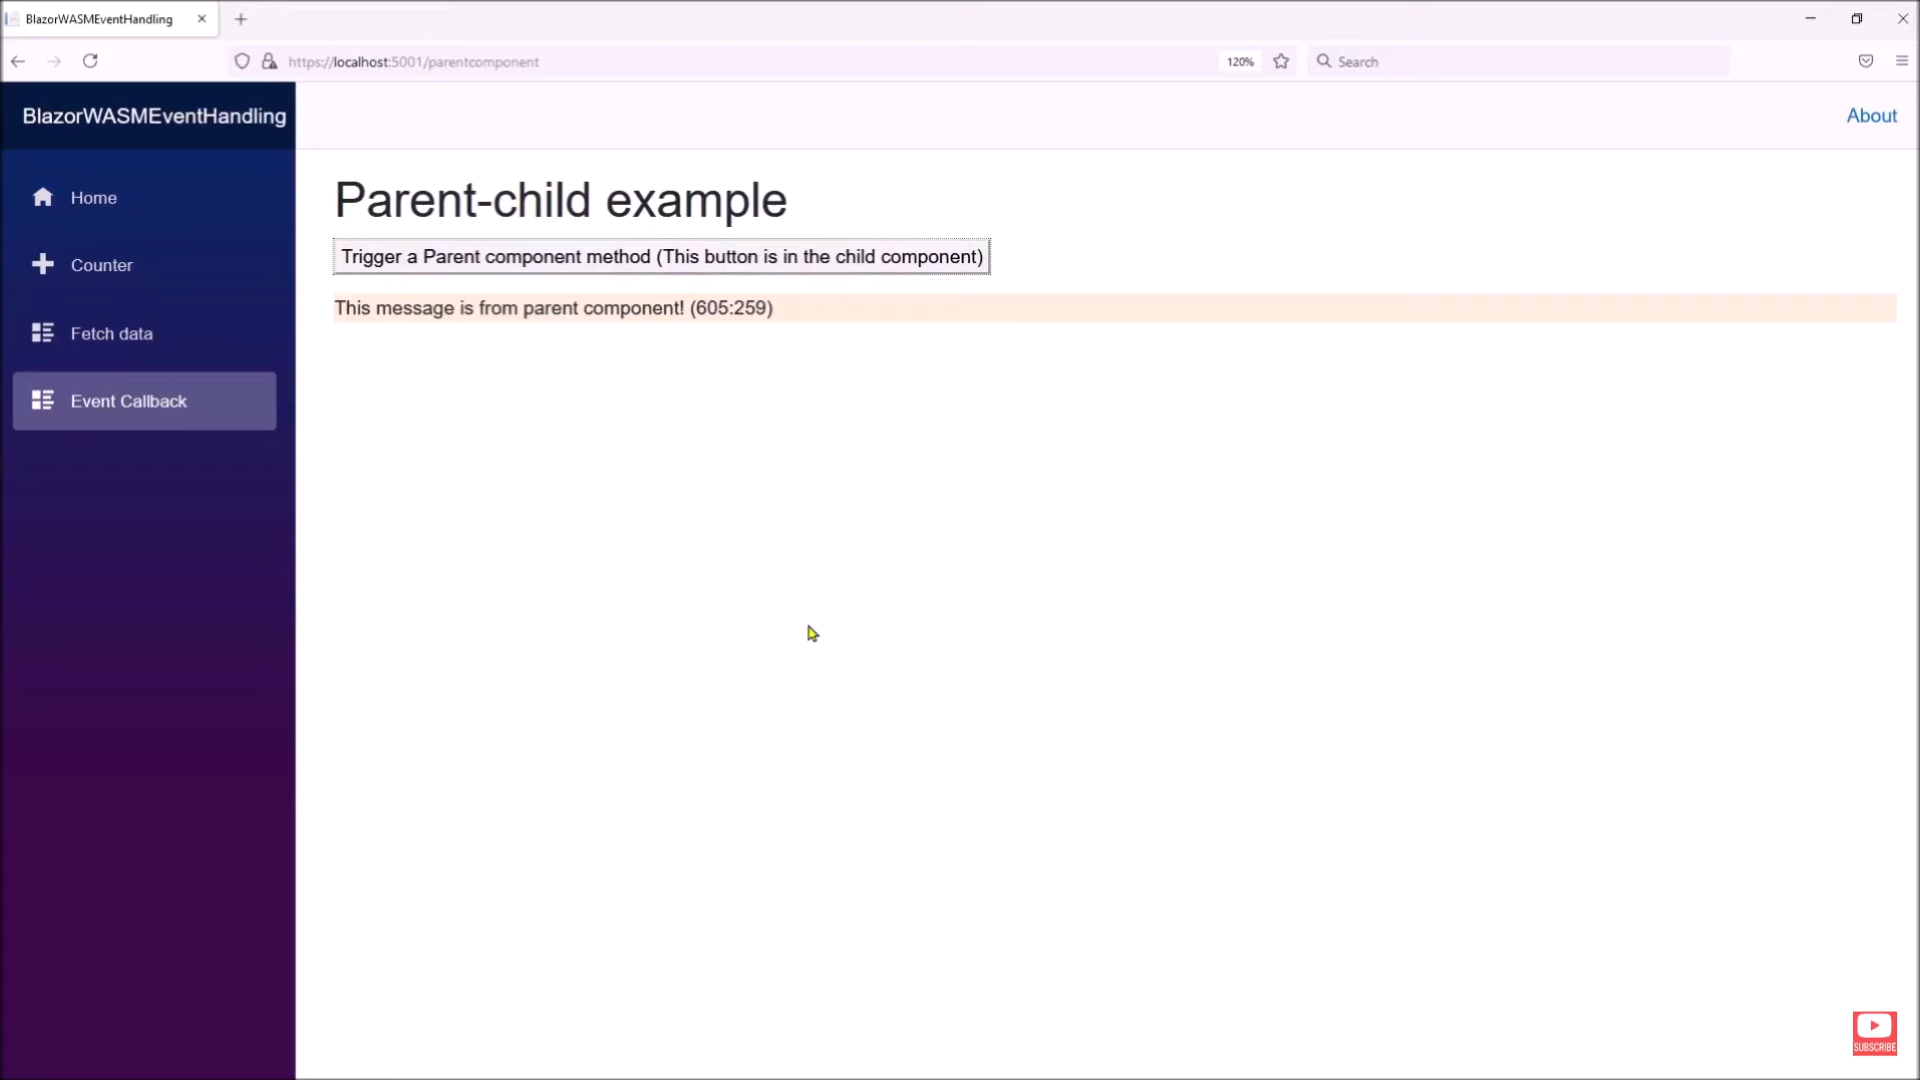 BlazorWASMEventHandling
https://localhost:5001/parentcomponent
120%
Search
BlazorWASMEventHandling
About
Home
Counter
Fetch data
Event Callback
Parent-child example
Trigger a Parent component method (This button is in the child component)
This message is from parent component! (605:259)
SUBSCRIBE